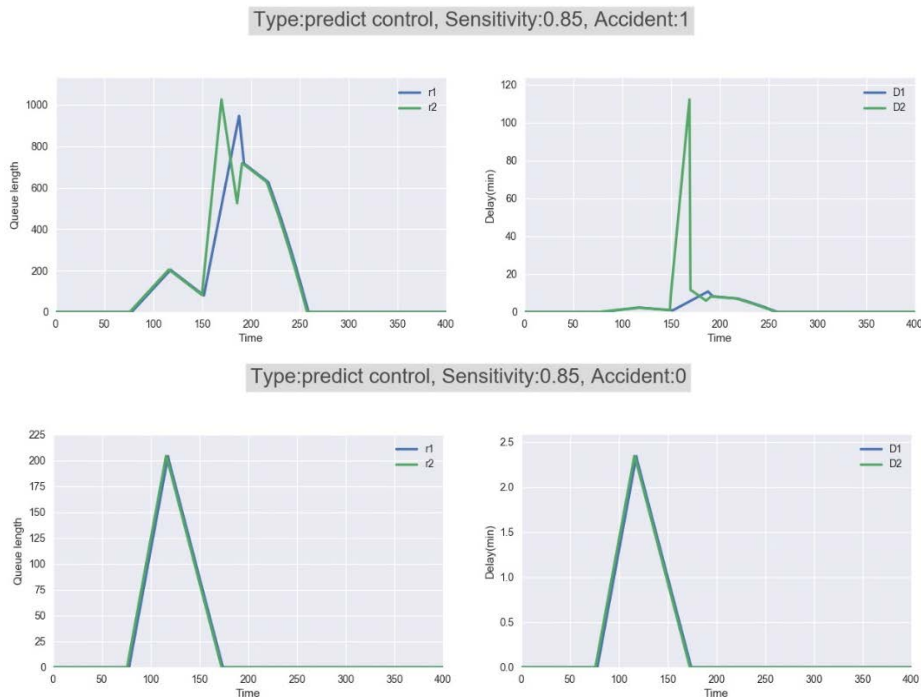 Type:predict control, Sensitivity:0.85, Accident:1
1000
800
600
400
200
0
Queue length
r1
r2
0 50 100 150 200 250 300 350 400
Time
120
100
80
60
40
20
0
Delay(min)
D1
D2
0 50 100 150 200 250 300 350 400
Time
Type:predict control, Sensitivity:0.85, Accident:0
225
200
175
150
125
100
75
50
25
0
Queue length
r1
r2
0 50 100 150 200 250 300 350 400
Time
2.5
2.0
1.5
1.0
0.5
0.0
Delay(min)
D1
D2
0 50 100 150 200 250 300 350 400
Time